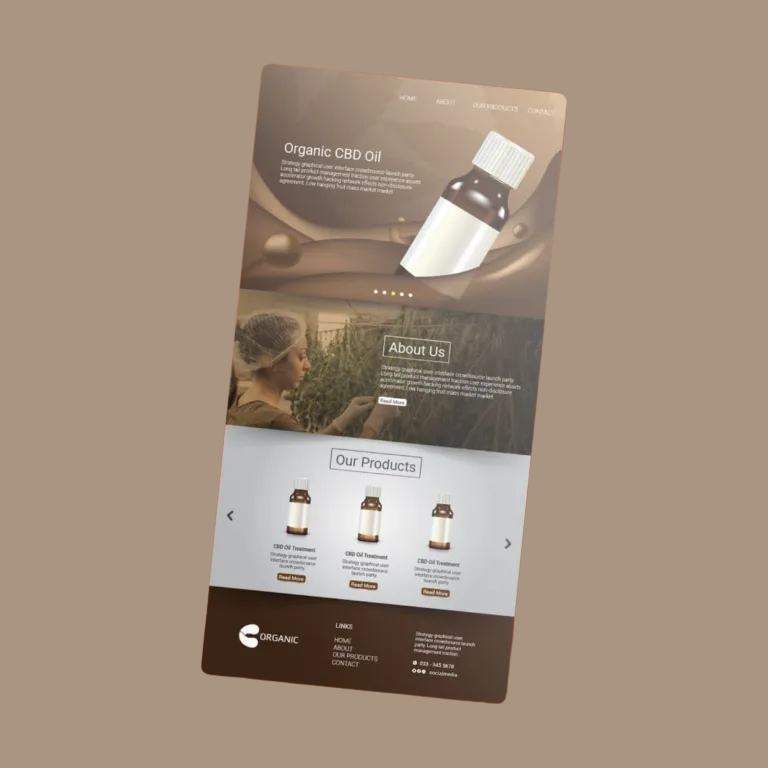 HOME ABOUT OUR PRODUCTS CONTACT
Organic CBD Oil
Strategy graphical user interface crowdsource launch party.
Long tail product management traction user experience assets
accelerator growth hacking network effects non-disclosure
agreement. Low hanging fruit mass market market.
About Us
Strategy graphical user interface crowdsource launch party.
Long tail product management traction user experience assets
accelerator growth hacking network effects non-disclosure
agreement. Low hanging fruit mass market market.
Read More
Our Products
CBD Oil Treatment
Strategy graphical user
interface crowdsource
launch party.
Read More
CBD Oil Treatment
Strategy graphical user
interface crowdsource
launch party.
Read More
CBD Oil Treatment
Strategy graphical user
interface crowdsource
launch party.
Read More
ORGANIC
LINKS
HOME
ABOUT
OUR PRODUCTS
CONTACT
Strategy graphical user
interface crowdsource launch
party. Long tail product
management traction
033 - 345 5678
socialmedia